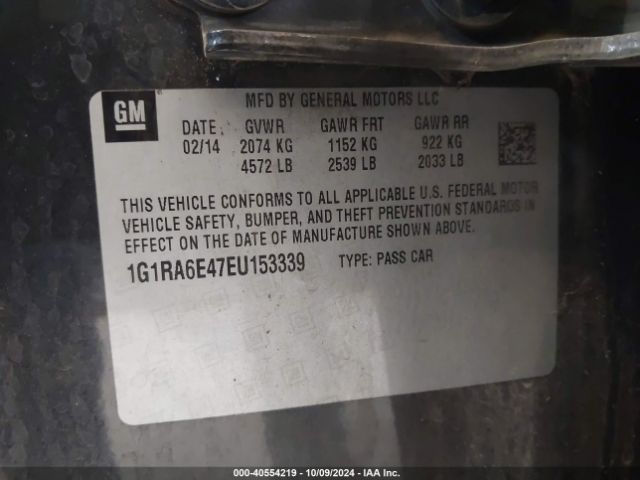 GM
MFD BY GENERAL MOTORS LLC
DATE GVWR GAWR FRT GAWR RR
02/14 2074 KG 1152 KG 922 KG
4572 LB 2539 LB 2033 LB
THIS VEHICLE CONFORMS TO ALL APPLICABLE U.S. FEDERAL MOTOR
VEHICLE SAFETY, BUMPER, AND THEFT PREVENTION STANDARDS IN
EFFECT ON THE DATE OF MANUFACTURE SHOWN ABOVE.
1G1RA6E47EU153339 TYPE: PASS CAR
000-40554219 - 10/09/2024 - IAA Inc.